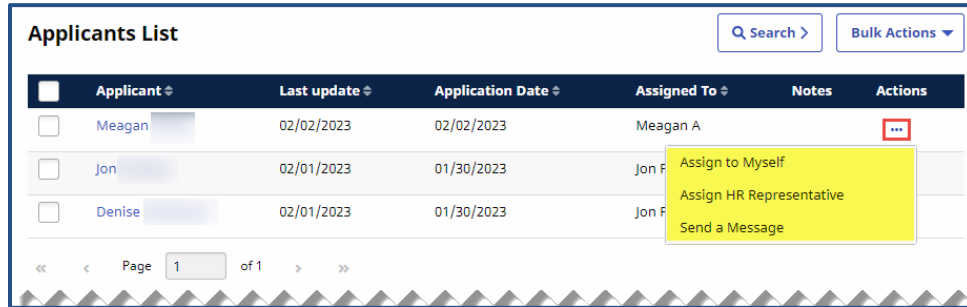 Applicants List
Search
Bulk Actions
Applicant Last update Application Date Assigned To Notes Actions
Meagan 02/02/2023 02/02/2023 Meagan A ...
Jon 02/01/2023 01/30/2023 Jon
Assign to Myself
Assign HR Representative
Denise 02/01/2023 01/30/2023 Jon
Send a Message
Page 1 of 1